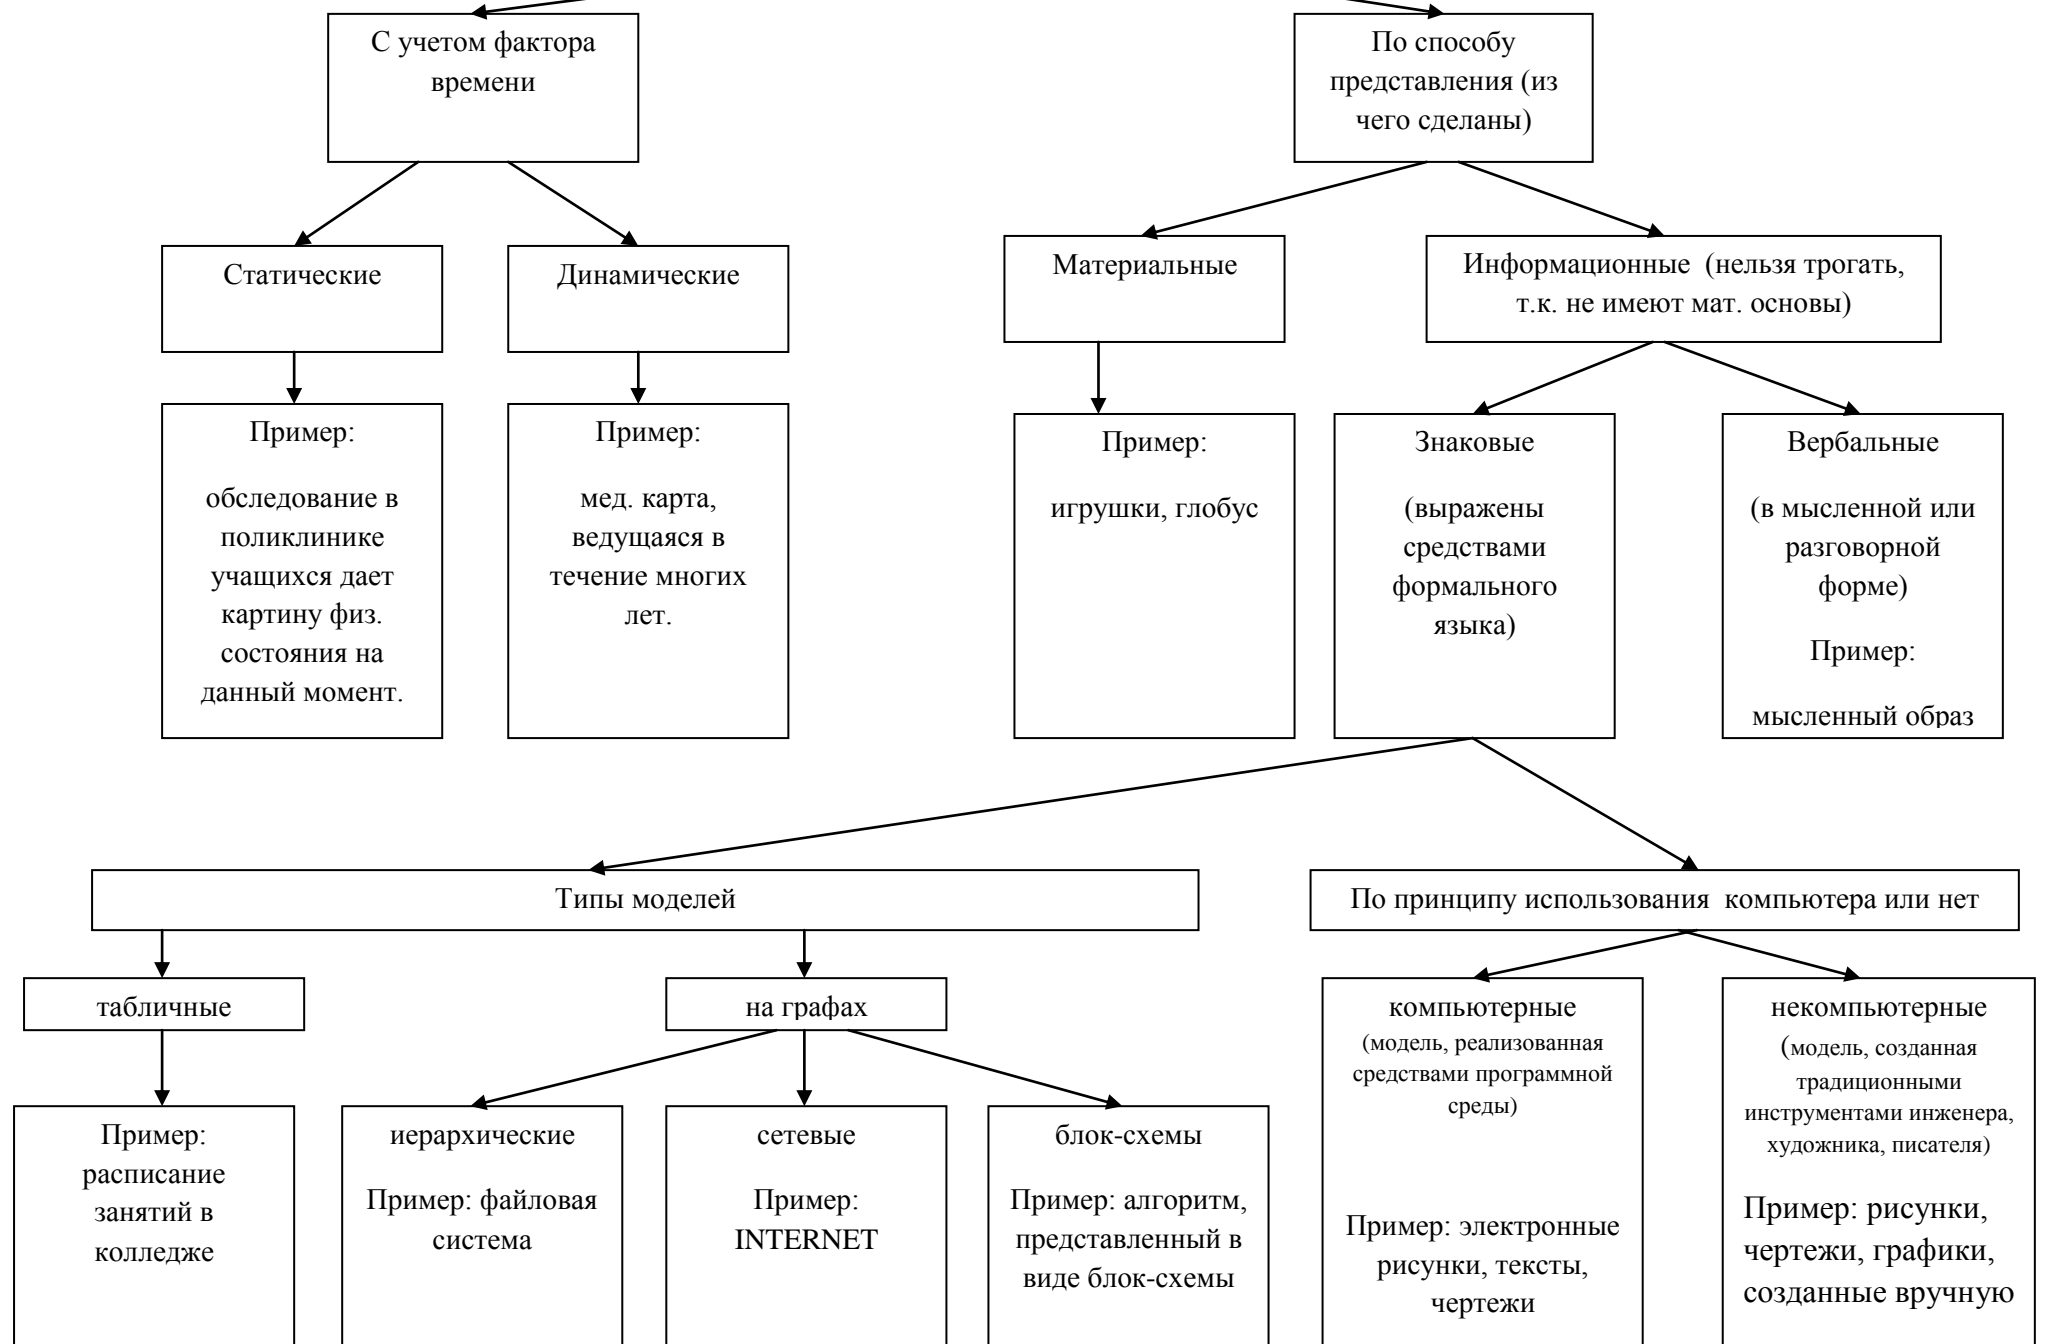 С учетом фактора
времени
По способу
представления (из
чего сделаны)
Статические
Динамические
Материальные
Информационные (нельзя трогать,
т.к. не имеют мат. основы)
Пример:
обследование в
поликлинике
учащихся дает
картину физ.
состояния на
данный момент.
Пример:
мед. карта,
ведущаяся в
течение многих
лет.
Пример:
игрушки, глобус
Знаковые
(выражены
средствами
формального
языка)
Вербальные
(в мысленной или
разговорной
форме)
Пример:
мысленный образ
Типы моделей
По принципу использования компьютера или нет
табличные
на графах
компьютерные
(модель, реализованная
средствами программной
среды)
Пример: электронные
рисунки, тексты,
чертежи
некомпьютерные
(модель, созданная
традиционными
инструментами инженера,
художника, писателя)
Пример: рисунки,
чертежи, графики,
созданные вручную
Пример:
расписание
занятий в
колледже
иерархические
Пример: файловая
система
сетевые
Пример:
INTERNET
блок-схемы
Пример: алгоритм,
представленный в
виде блок-схемы